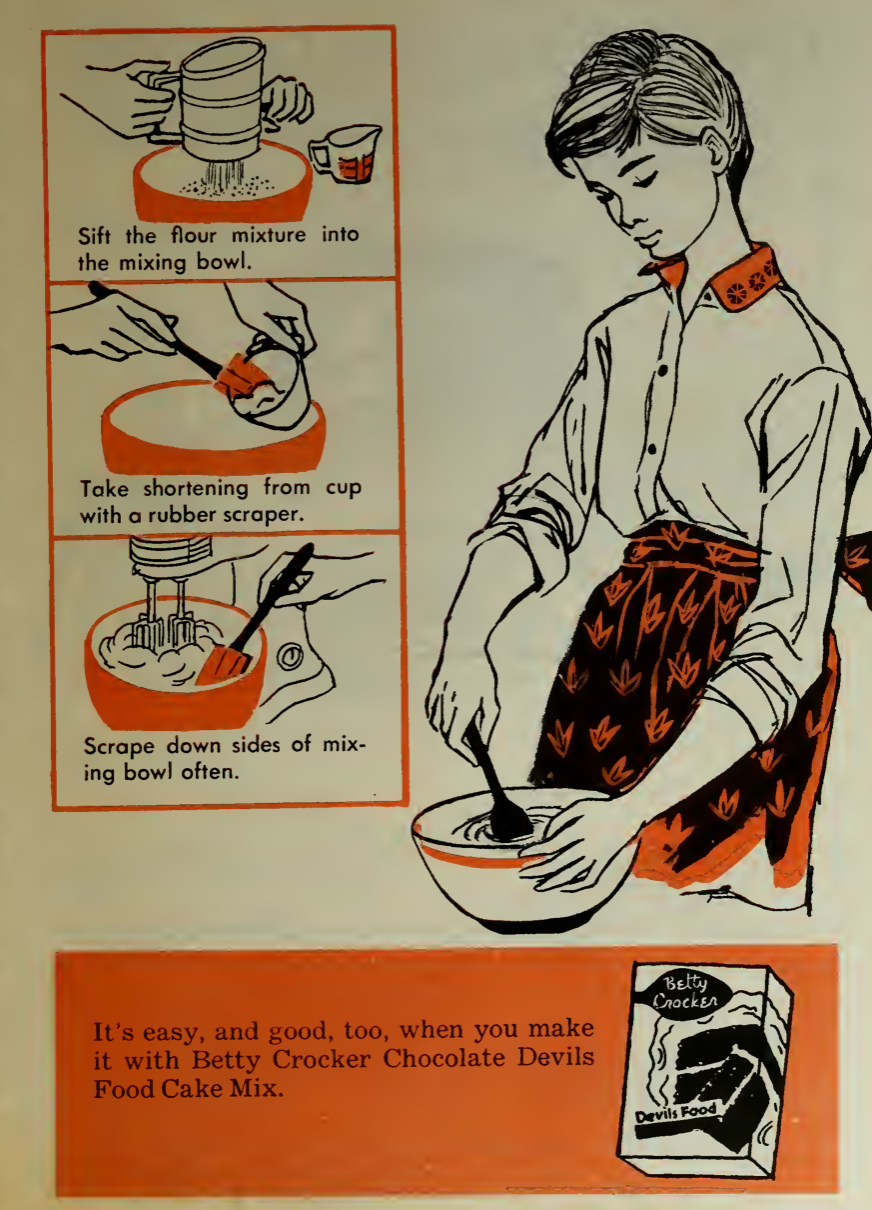 Sift the flour mixture into
the mixing bowl.
Take shortening from cup
with a rubber scraper.
Scrape down sides of mix-
ing bowl often.
It's easy, and good, too, when you make
it with Betty Crocker Chocolate Devils
Food Cake Mix.
Betty
Crocker
Devils Food